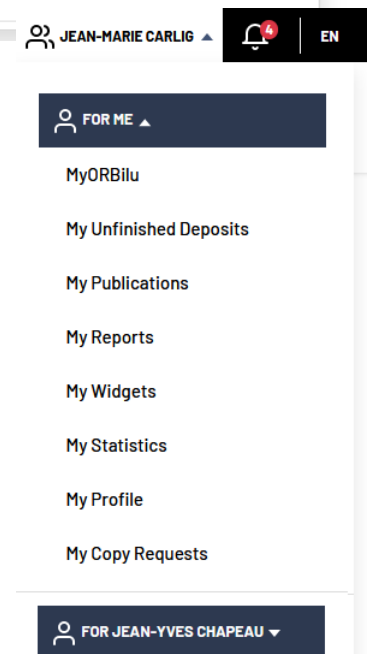 JEAN-MARIE CARLIG ▲ 4 EN
FOR ME ▲
MyORBilu
My Unfinished Deposits
My Publications
My Reports
My Widgets
My Statistics
My Profile
My Copy Requests
FOR JEAN-YVES CHAPEAU ▼